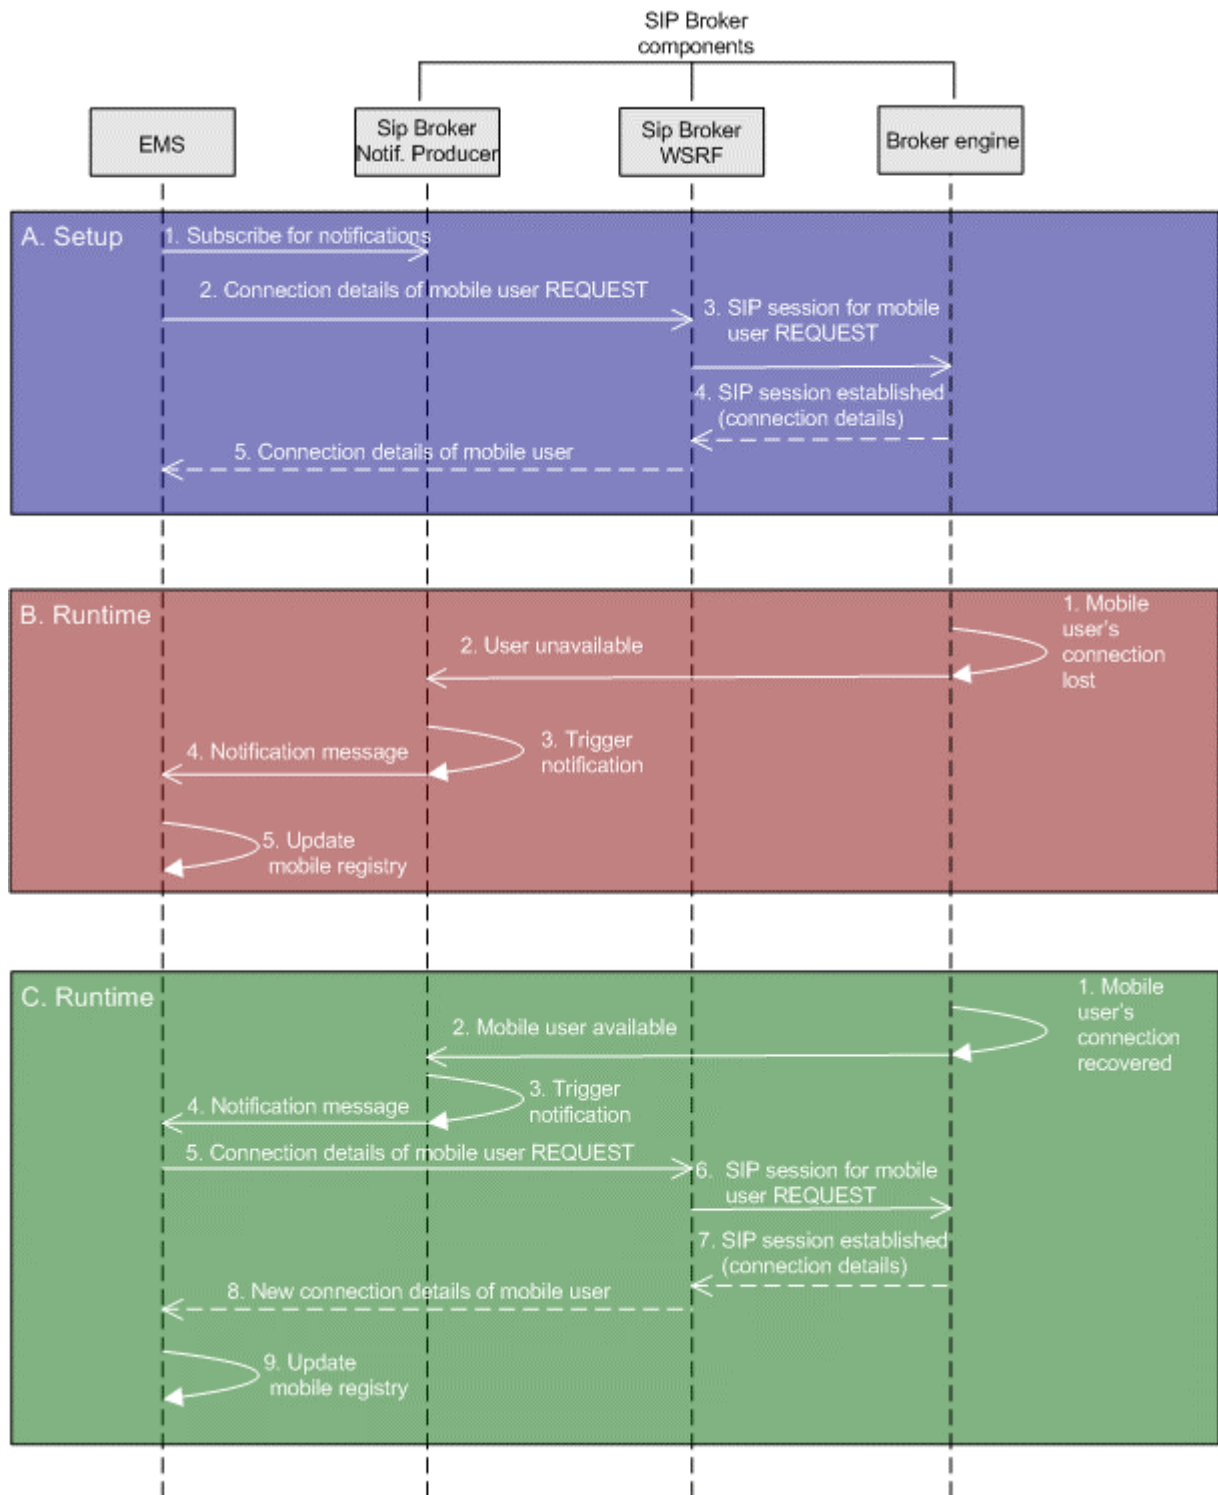 SIP Broker
components
EMS
Sip Broker
Notif. Producer
Sip Broker
WSRF
Broker engine
A. Setup
1. Subscribe for notifications
2. Connection details of mobile user REQUEST
3. SIP session for mobile
user REQUEST
4. SIP session established
(connection details)
5. Connection details of mobile user
B. Runtime
1. Mobile
user's
connection
lost
2. User unavailable
3. Trigger
notification
4. Notification message
5. Update
mobile registry
C. Runtime
1. Mobile
user's
connection
recovered
2. Mobile user available
3. Trigger
notification
4. Notification message
5. Connection details of mobile user REQUEST
6. SIP session for mobile
user REQUEST
7. SIP session established
(connection details)
8. New connection details of mobile user
9. Update
mobile registry